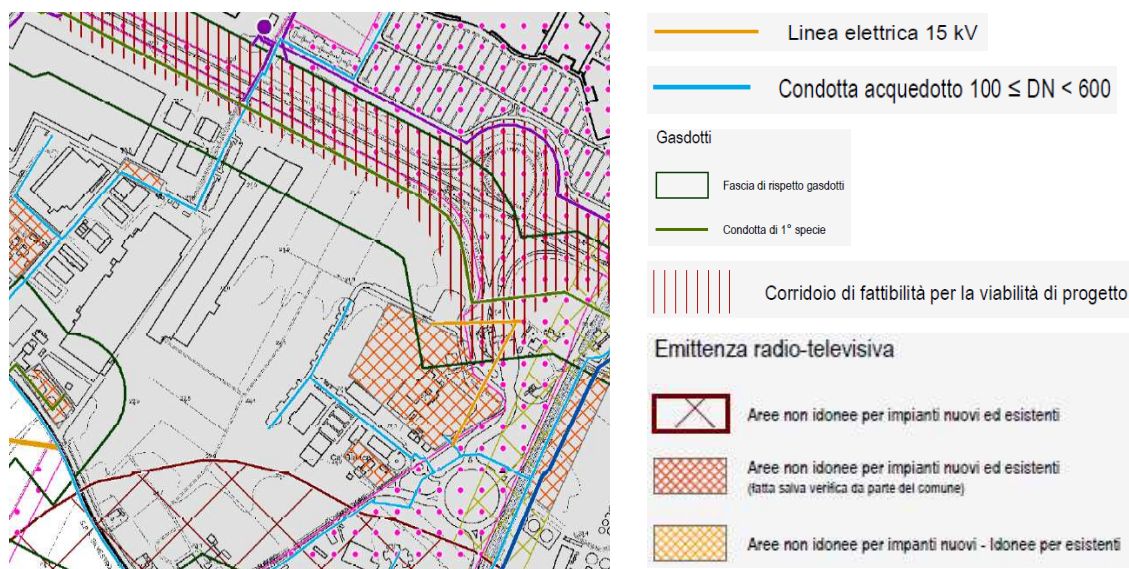 Linea elettrica 15 kV
Condotta acquedotto 100 ≤ DN < 600
Gasdotti
Fascia di rispetto gasdotti
Condotta di 1° specie
Corridoio di fattibilità per la viabilità di progetto
Emittenza radio-televisiva
Aree non idonee per impianti nuovi ed esistenti
Aree non idonee per impianti nuovi ed esistenti
(fatta salva verifica da parte del comune)
Aree non idonee per impanti nuovi - Idonee per esistenti